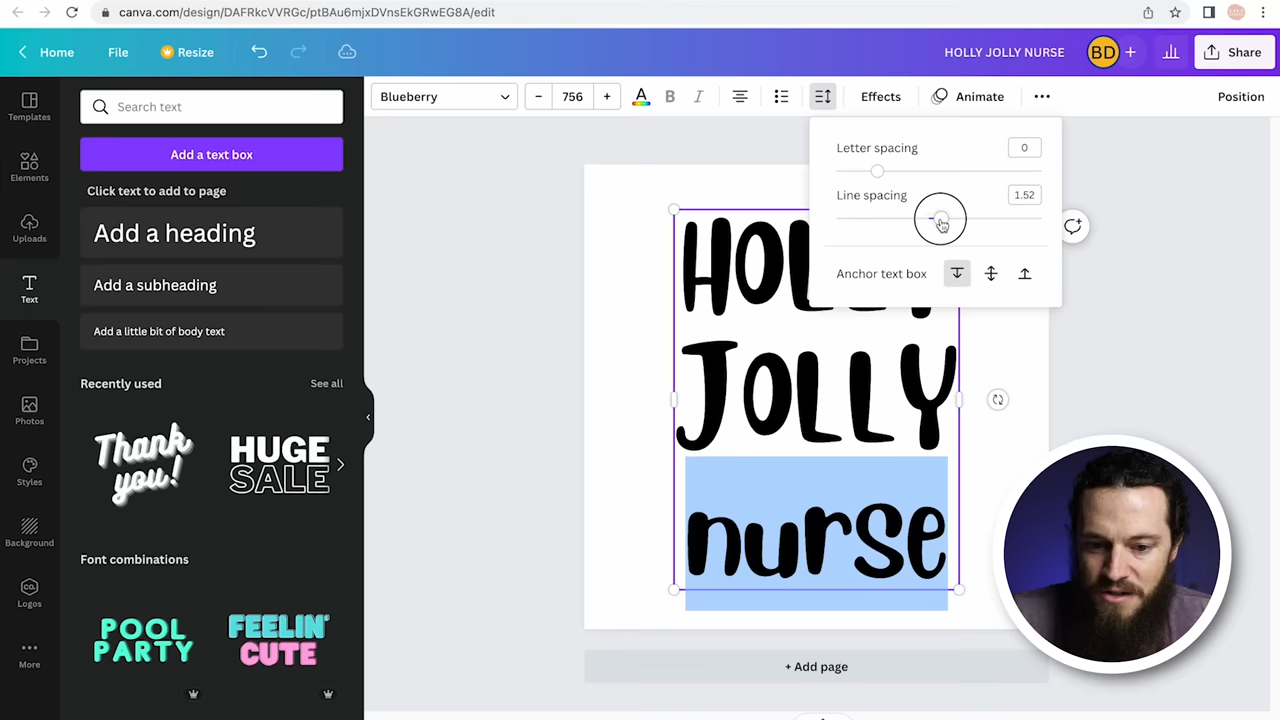 canva.com/design/DAFRkcVVRGc/ptBAu6mjxDVnsEkGRwEG8A/edit
Home File Resize HOLLY JOLLY NURSE BD + Share
Templates
Elements
Uploads
Text
Projects
Photos
Styles
Background
Co.
Logos
More
Search text
Add a text box
Click text to add to page
Add a heading
Add a subheading
Add a little bit of body text
Recently used See all
Thank you!
HUGE SALE
Font combinations
POOL PARTY
FEELIN' CUTE
Blueberry - 756 + A B I Effects Animate Position
Letter spacing 0
Line spacing 1.52
Anchor text box
HOLLY
JOLLY
nurse
+ Add page